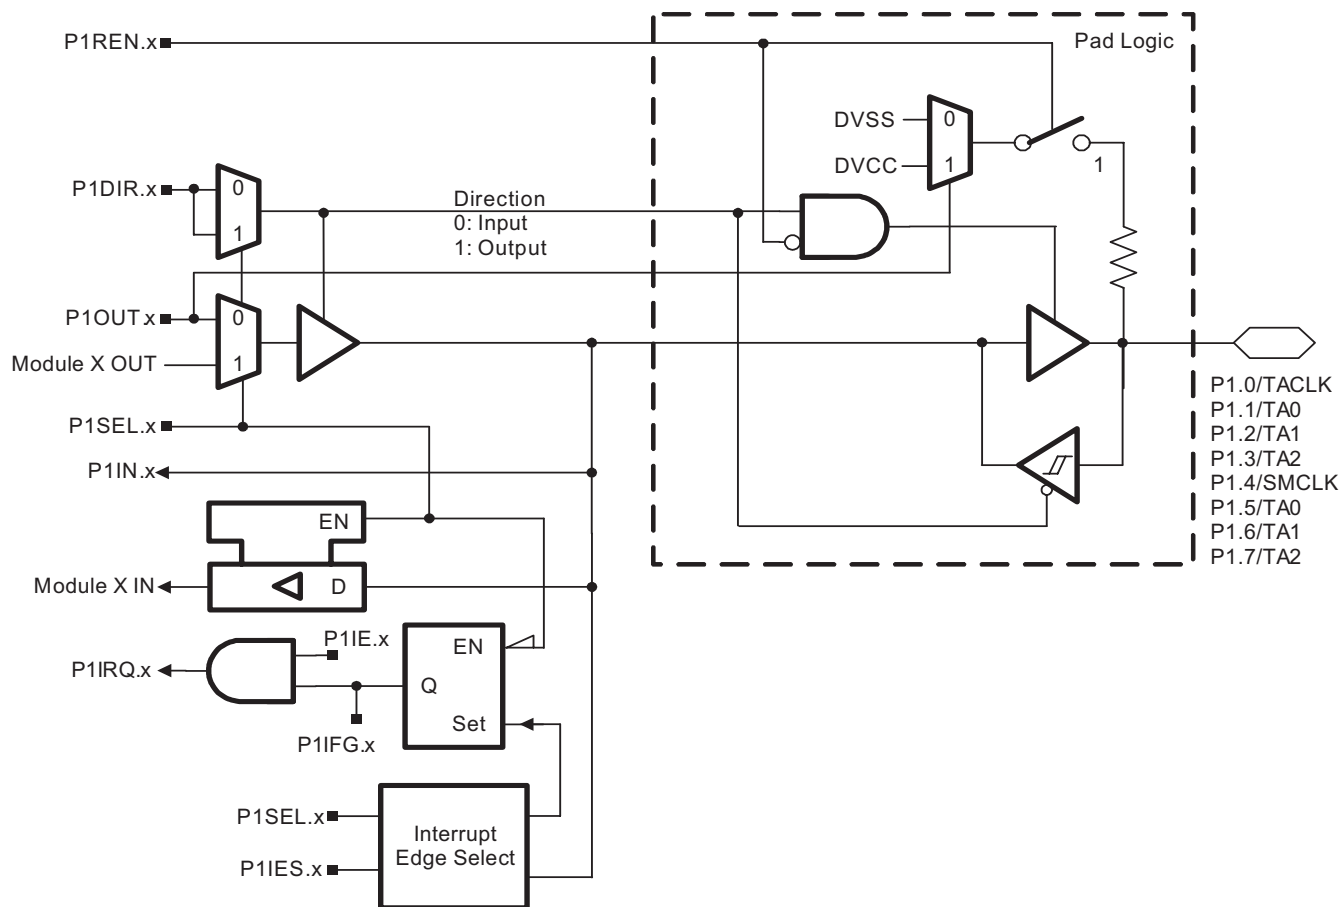 P1REN.x
Pad Logic
DVSS
0
DVCC
1
1
P1DIR.x
0
1
Direction
0: Input
1: Output
P1OUT.x
0
Module X OUT
1
P1SEL.x
P1IN.x
EN
Module X IN
D
P1.0/TACLK
P1.1/TA0
P1.2/TA1
P1.3/TA2
P1.4/SMCLK
P1.5/TA0
P1.6/TA1
P1.7/TA2
P1IE.x
EN
P1IRQ.x
Q
Set
P1IFG.x
P1SEL.x
Interrupt
Edge Select
P1IES.x